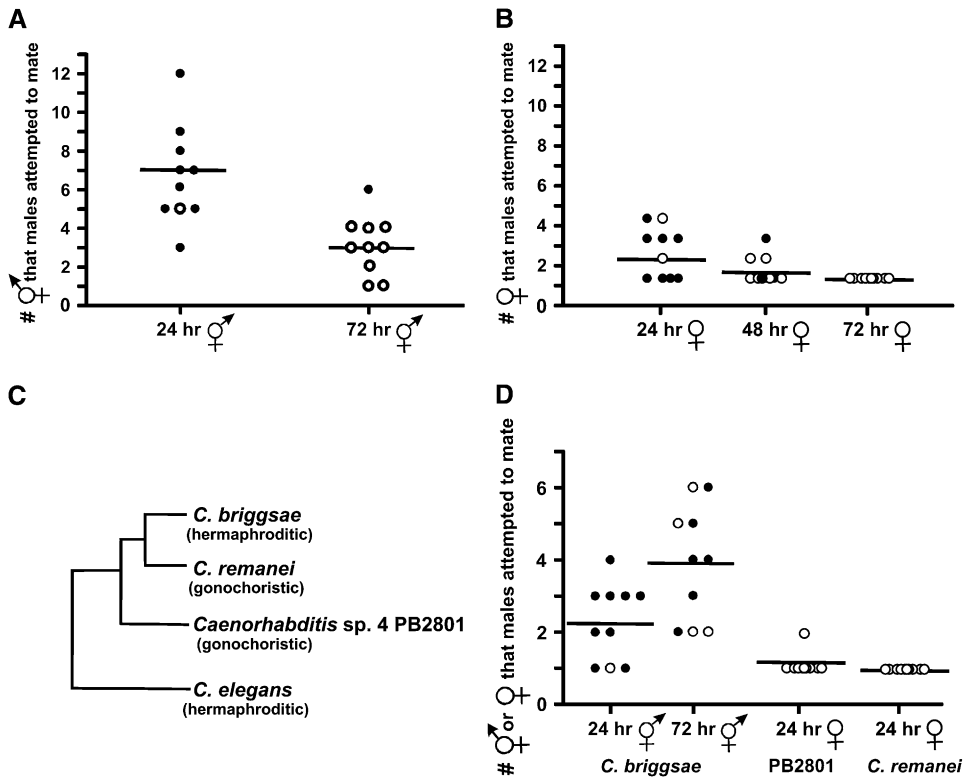 A
# ⚥ that males attempted to mate
12
10
8
6
4
2
0
24 hr ⚥
72 hr ⚥
B
# ♀ that males attempted to mate
12
10
8
6
4
2
0
24 hr ♀
48 hr ♀
72 hr ♀
C
C. briggsae
(hermaphroditic)
C. remanei
(gonochoristic)
Caenorhabditis sp. 4 PB2801
(gonochoristic)
C. elegans
(hermaphroditic)
D
# ⚥ or ♀ that males attempted to mate
6
4
2
0
24 hr ⚥
72 hr ⚥
24 hr ♀
24 hr ♀
C. briggsae
PB2801
C. remanei